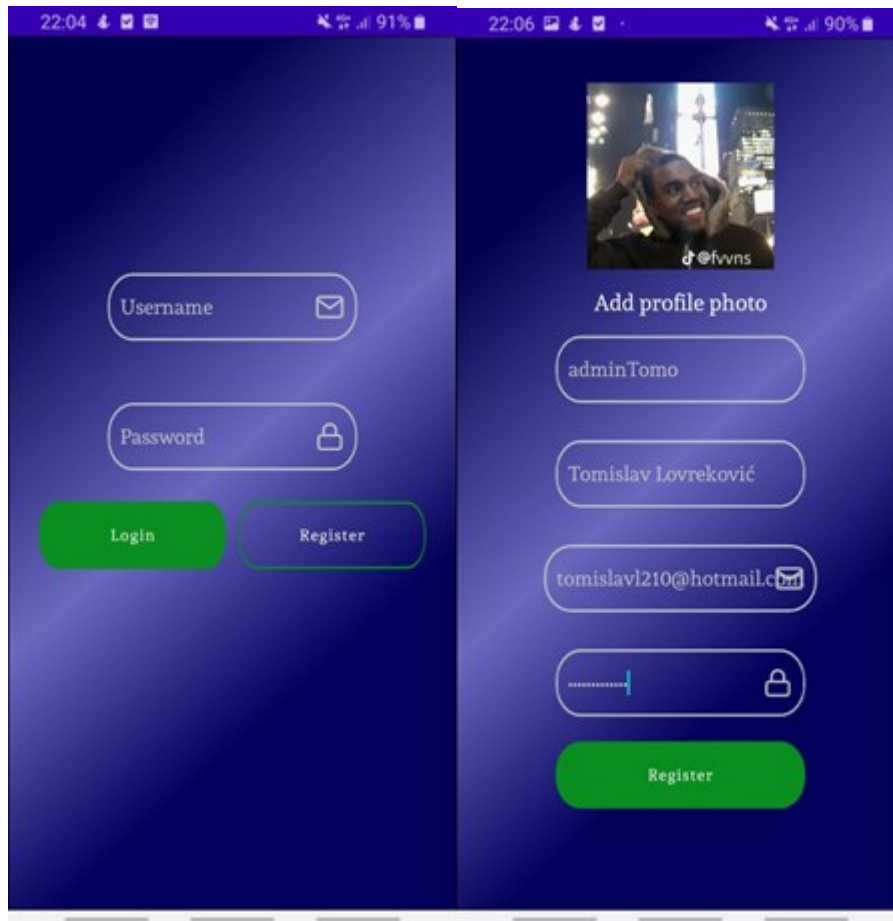 22:04
91%
Username
Password
Login
Register
22:06
90%
@fvvns
Add profile photo
adminTomo
Tomislav Lovreković
tomislavl210@hotmail.com
Register